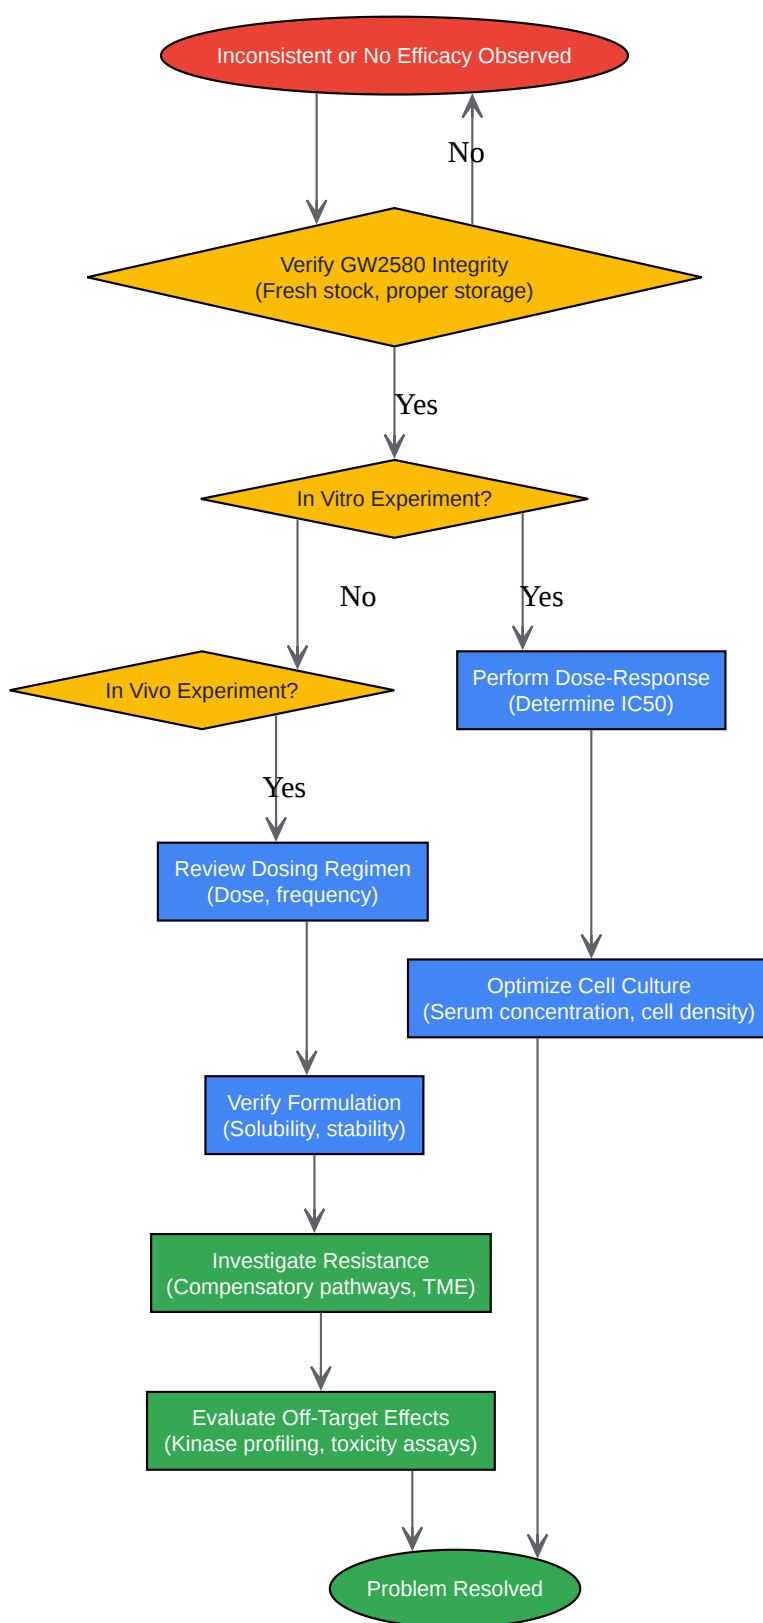 Inconsistent or No Efficacy Observed
No
Verify GW2580 Integrity
(Fresh stock, proper storage)
Yes
In Vitro Experiment?
No
Yes
In Vivo Experiment?
Perform Dose-Response
(Determine IC50)
Yes
Review Dosing Regimen
(Dose, frequency)
Optimize Cell Culture
(Serum concentration, cell density)
Verify Formulation
(Solubility, stability)
Investigate Resistance
(Compensatory pathways, TME)
Evaluate Off-Target Effects
(Kinase profiling, toxicity assays)
Problem Resolved